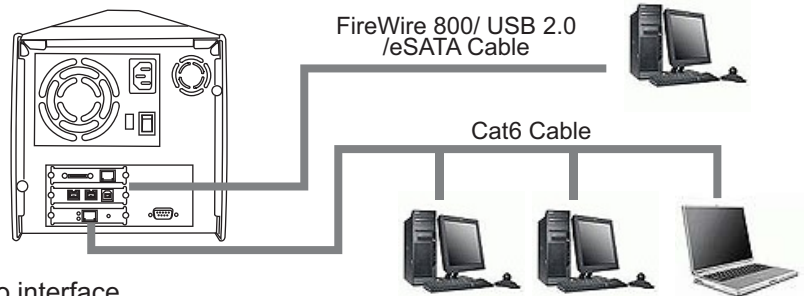 FireWire 800/ USB 2.0
/eSATA Cable
Cat6 Cable
interface